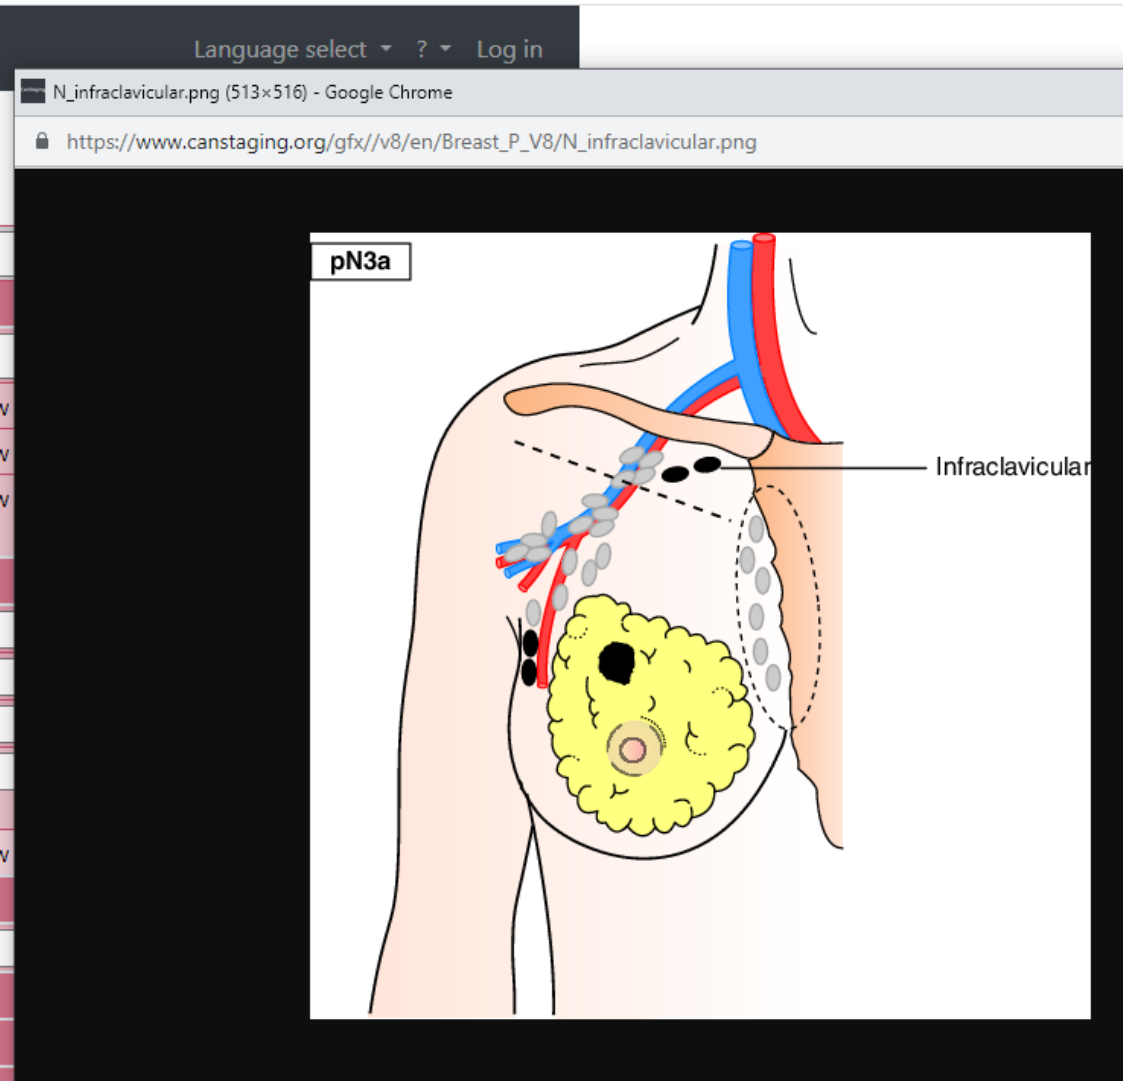 Language select ? Log in
N_infraclavicular.png (513×516) - Google Chrome
https://www.canstaging.org/gfx//v8/en/Breast_P_V8/N_infraclavicular.png
pN3a
w
w
w
Infraclavicular
w